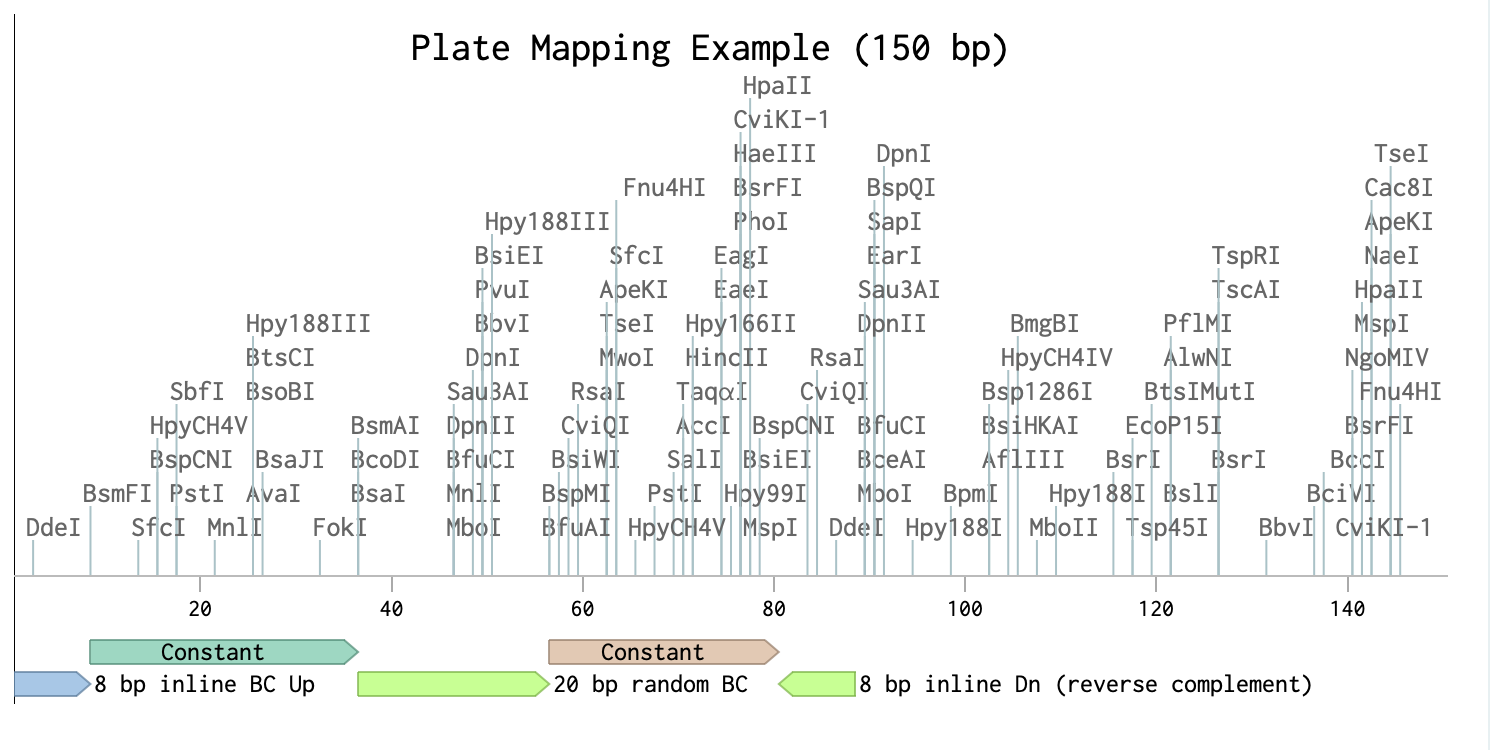 Plate Mapping Example (150 bp)
HpaII
CviKI-1
HaeIII DpnI TseI
Fnu4HI BsrFI BspQI Cac8I
Hpy188III PhoI SapI ApeKI
BsiEI SfcI EagI EarI TspRI NaeI
PvuI ApeKI EaeI Sau3AI TscAI HpaII
Hpy188III BbvI TseI Hpy166II DpnII BmgBI PflMI MspI
BtsCI DpnI MwoI HincII RsaI HpyCH4IV AlwNI NgoMIV
SbfI BsoBI Sau3AI RsaI TaqαI CviQI Bsp1286I BtsIMutI Fnu4HI
HpyCH4V BsmAI DpnII CviQI AccI BspCNI BfuCI BsiHKAI EcoP15I BsrFI
BspCNI BsaJI BcoDI BfuCI BsiWI SalI BsiEI BceAI AflIII BsrI BsrI BccI
BsmFI PstI AvaI BsaI MnlI BspMI PstI Hpy99I MboI BpmI Hpy188I BslI BciVI
DdeI SfcI MnlI FokI MboI BfuAI HpyCH4V MspI DdeI Hpy188I MboII Tsp45I BbvI CviKI-1
20 40 60 80 100 120 140
Constant Constant
8 bp inline BC Up 20 bp random BC 8 bp inline Dn (reverse complement)